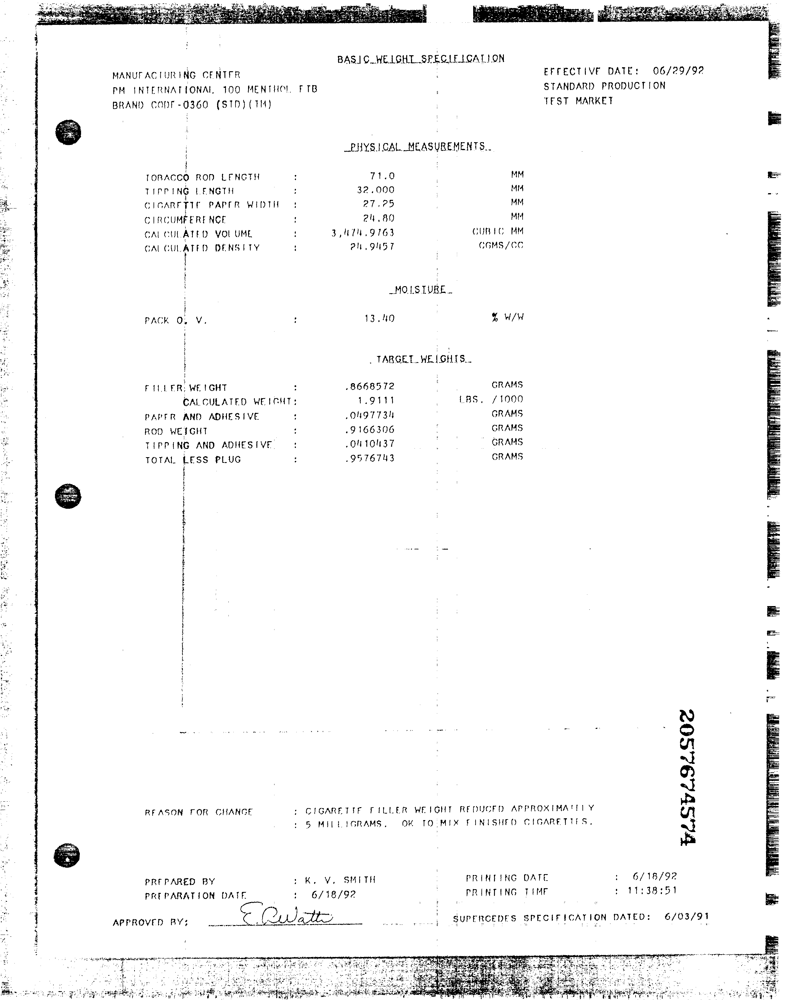 BASIC WEIGHT SPECIFICATION
MANUFACTURING CENTER
EFFECTIVE DATE: 06/29/92
PM INTERNATIONAL 100 MENTHOL FTB
STANDARD PRODUCTION
BRAND CODE-0360 (STD)(TM)
TEST MARKET
PHYSICAL MEASUREMENTS
TOBACCO ROD LENGTH : 71.0 MM
TIPPING LENGTH : 32.000 MM
CIGARETTE PAPER WIDTH : 27.25 MM
CIRCUMFERENCE : 24.80 MM
CALCULATED VOLUME : 3,474.9763 CUBIC MM
CALCULATED DENSITY : 24.9457 CGMS/CC
MOISTURE
PACK O. V. : 13.40 % W/W
TARGET WEIGHTS
FILLER WEIGHT : .8668572 GRAMS
CALCULATED WEIGHT: 1.9111 LBS. /1000
PAPER AND ADHESIVE : .0497734 GRAMS
ROD WEIGHT : .9166306 GRAMS
TIPPING AND ADHESIVE : .0410437 GRAMS
TOTAL LESS PLUG : .9576743 GRAMS
2057674574
REASON FOR CHANGE : CIGARETTE FILLER WEIGHT REDUCED APPROXIMATELY
: 5 MILLIGRAMS. OK TO MIX FINISHED CIGARETTES.
PREPARED BY : K. V. SMITH PRINTING DATE : 6/18/92
PREPARATION DATE : 6/18/92 PRINTING TIME : 11:38:51
APPROVED BY: E R Watts SUPERCEDES SPECIFICATION DATED: 6/03/91